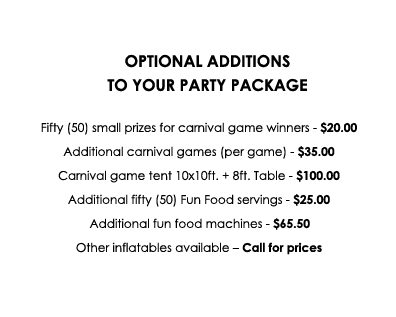 OPTIONAL ADDITIONS
TO YOUR PARTY PACKAGE
Fifty (50) small prizes for carnival game winners - $20.00
Additional carnival games (per game) - $35.00
Carnival game tent 10x10ft. + 8ft. Table - $100.00
Additional fifty (50) Fun Food servings - $25.00
Additional fun food machines - $65.50
Other inflatables available – Call for prices